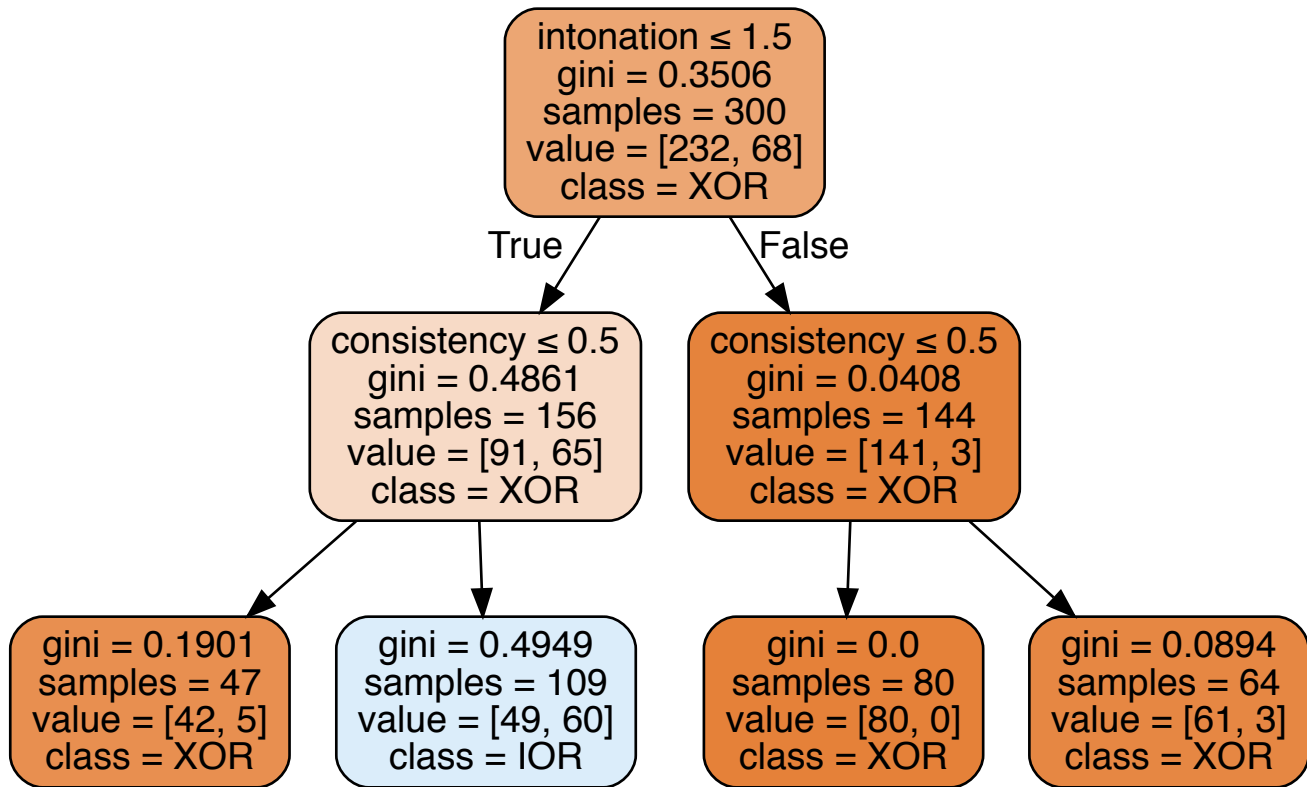 intonation ≤ 1.5
gini = 0.3506
samples = 300
value = [232, 68]
class = XOR
True
False
consistency ≤ 0.5
gini = 0.4861
samples = 156
value = [91, 65]
class = XOR
consistency ≤ 0.5
gini = 0.0408
samples = 144
value = [141, 3]
class = XOR
gini = 0.1901
samples = 47
value = [42, 5]
class = XOR
gini = 0.4949
samples = 109
value = [49, 60]
class = IOR
gini = 0.0
samples = 80
value = [80, 0]
class = XOR
gini = 0.0894
samples = 64
value = [61, 3]
class = XOR